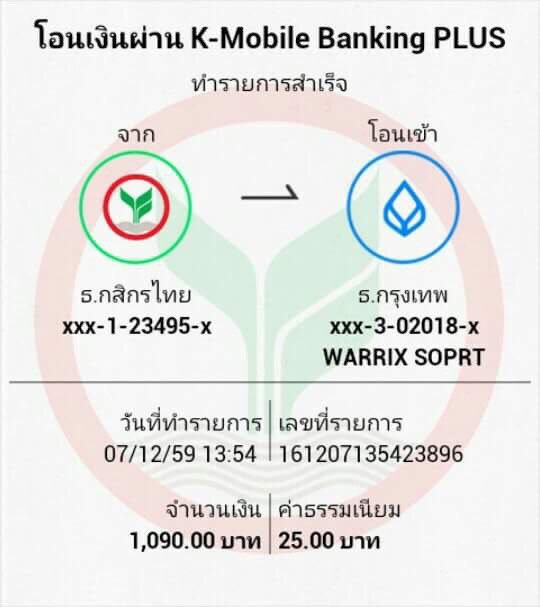 โอนเงินผ่าน K-Mobile Banking PLUS
ทำรายการสำเร็จ
จาก
โอนเข้า
ธ.กสิกรไทย
xxx-1-23495-x
ธ.กรุงเทพ
xxx-3-02018-x
WARRIX SOPRT
วันที่ทำรายการ
07/12/59 13:54
เลขที่รายการ
161207135423896
จำนวนเงิน
1,090.00 บาท
ค่าธรรมเนียม
25.00 บาท